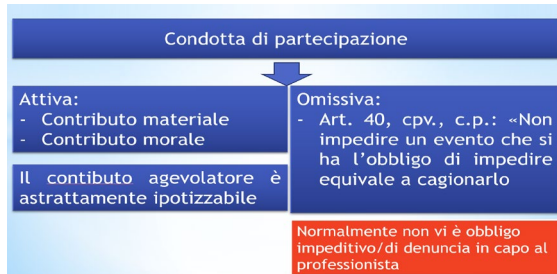 Condotta di partecipazione
Attiva:
- Contributo materiale
- Contributo morale
Il contibuto agevolatore è
astrattamente ipotizzabile
Omissiva:
- Art. 40, cpv., c.p.: «Non
impedire un evento che si
ha l'obbligo di impedire
equivale a cagionarlo
Normalmente non vi è obbligo
impeditivo/di denuncia in capo al
professionista